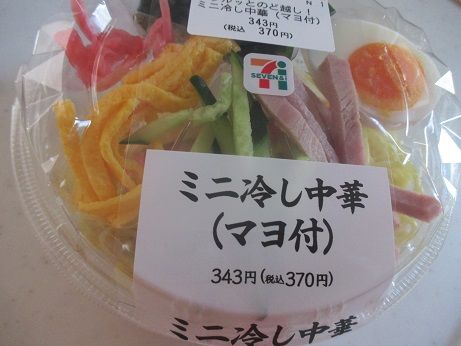 ルッとのど越し！
ミニ冷し中華（マヨ付）
343円
（税込 370円）
SEVEN&i
ミニ冷し中華
（マヨ付）
343円（税込370円）
ミニ冷し中華